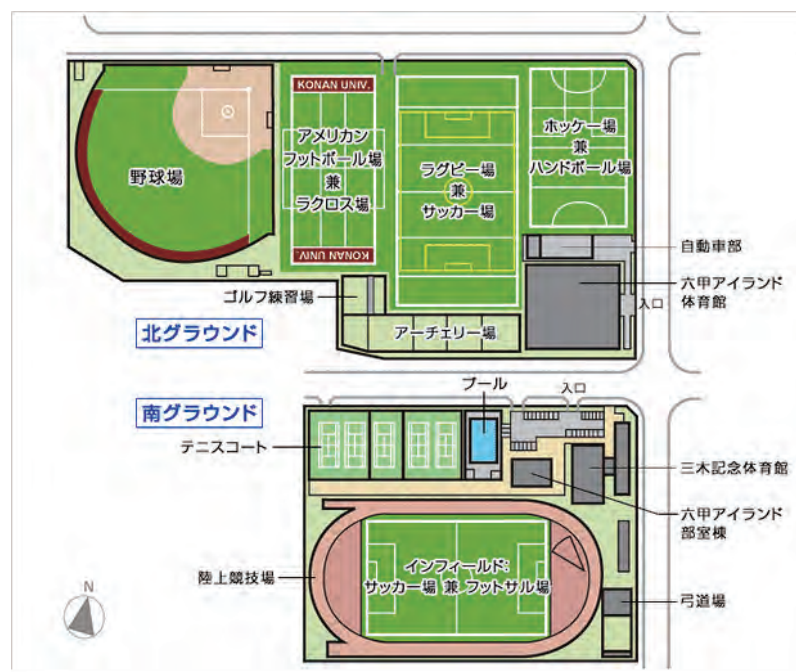 KONAN UNIV.
アメリカン
フットボール場
兼
ラクロス場
KONAN UNIV.
野球場
ラグビー場
兼
サッカー場
ホッケー場
兼
ハンドボール場
自動車部
六甲アイランド
体育館
入口
ゴルフ練習場
アーチェリー場
北グラウンド
南グラウンド
プール
入口
テニスコート
三木記念体育館
六甲アイランド
部室棟
陸上競技場
インフィールド:
サッカー場 兼 フットサル場
弓道場
N